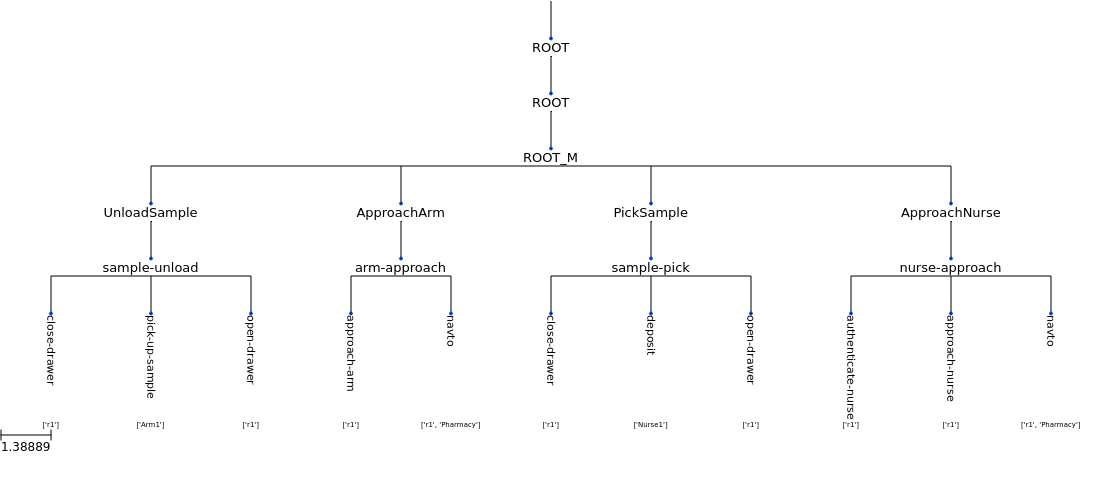 ROOT
ROOT
ROOT_M
UnloadSample
ApproachArm
PickSample
ApproachNurse
sample-unload
arm-approach
sample-pick
nurse-approach
close-drawer
pick-up-sample
open-drawer
approach-arm
navto
close-drawer
deposit
open-drawer
authenticate-nurse
approach-nurse
navto
['r1']
['Arm1']
['r1']
['r1']
['r1', 'Pharmacy']
['r1']
['Nurse1']
['r1']
['r1']
['r1']
['r1', 'Pharmacy']
1.38889